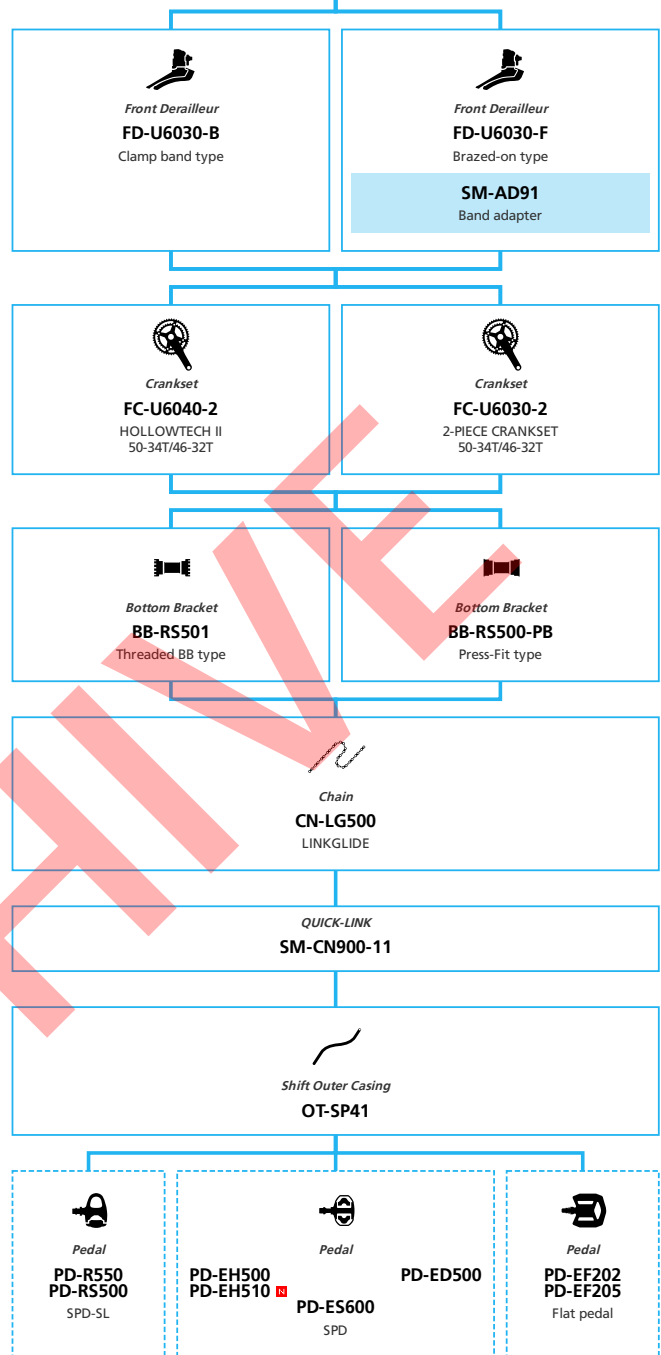 Front Derailleur
FD-U6030-B
Clamp band type
Front Derailleur
FD-U6030-F
Brazed-on type
SM-AD91
Band adapter
Crankset
FC-U6040-2
HOLLOWTECH II
50-34T/46-32T
Crankset
FC-U6030-2
2-PIECE CRANKSET
50-34T/46-32T
Bottom Bracket
BB-RS501
Threaded BB type
Bottom Bracket
BB-RS500-PB
Press-Fit type
Chain
CN-LG500
LINKGLIDE
QUICK-LINK
SM-CN900-11
Shift Outer Casing
OT-SP41
Pedal
PD-R550
PD-RS500
SPD-SL
Pedal
PD-EH500
PD-EH510 N
PD-ED500
PD-ES600
SPD
Pedal
PD-EF202
PD-EF205
Flat pedal
HIVE